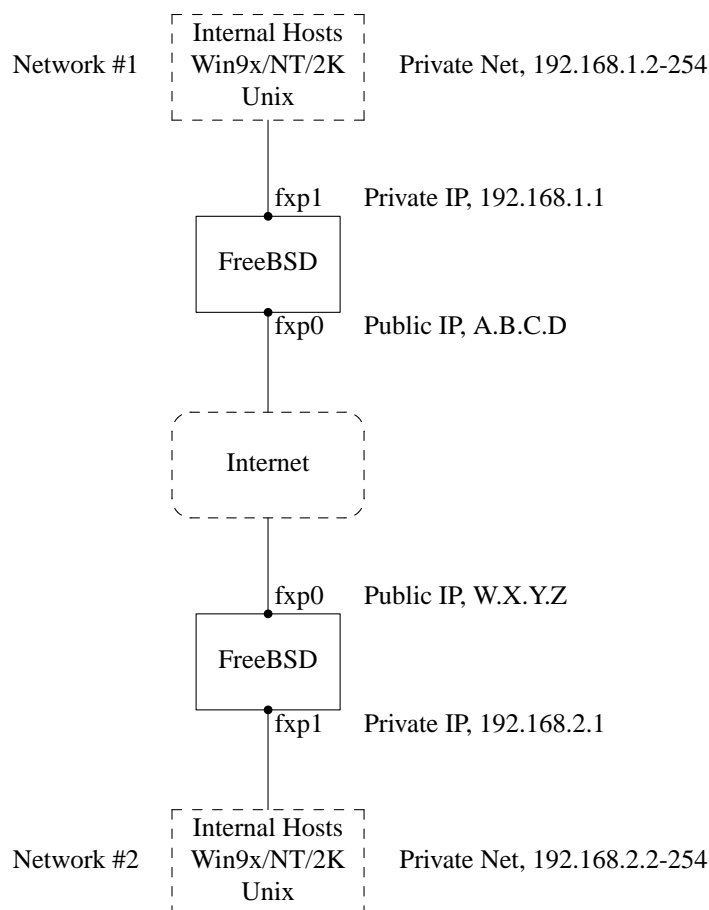 Internal Hosts
Network #1 Win9x/NT/2K Private Net, 192.168.1.2-254
Unix
fxp1 Private IP, 192.168.1.1
FreeBSD
fxp0 Public IP, A.B.C.D
Internet
fxp0 Public IP, W.X.Y.Z
FreeBSD
fxp1 Private IP, 192.168.2.1
Internal Hosts
Network #2 Win9x/NT/2K Private Net, 192.168.2.2-254
Unix